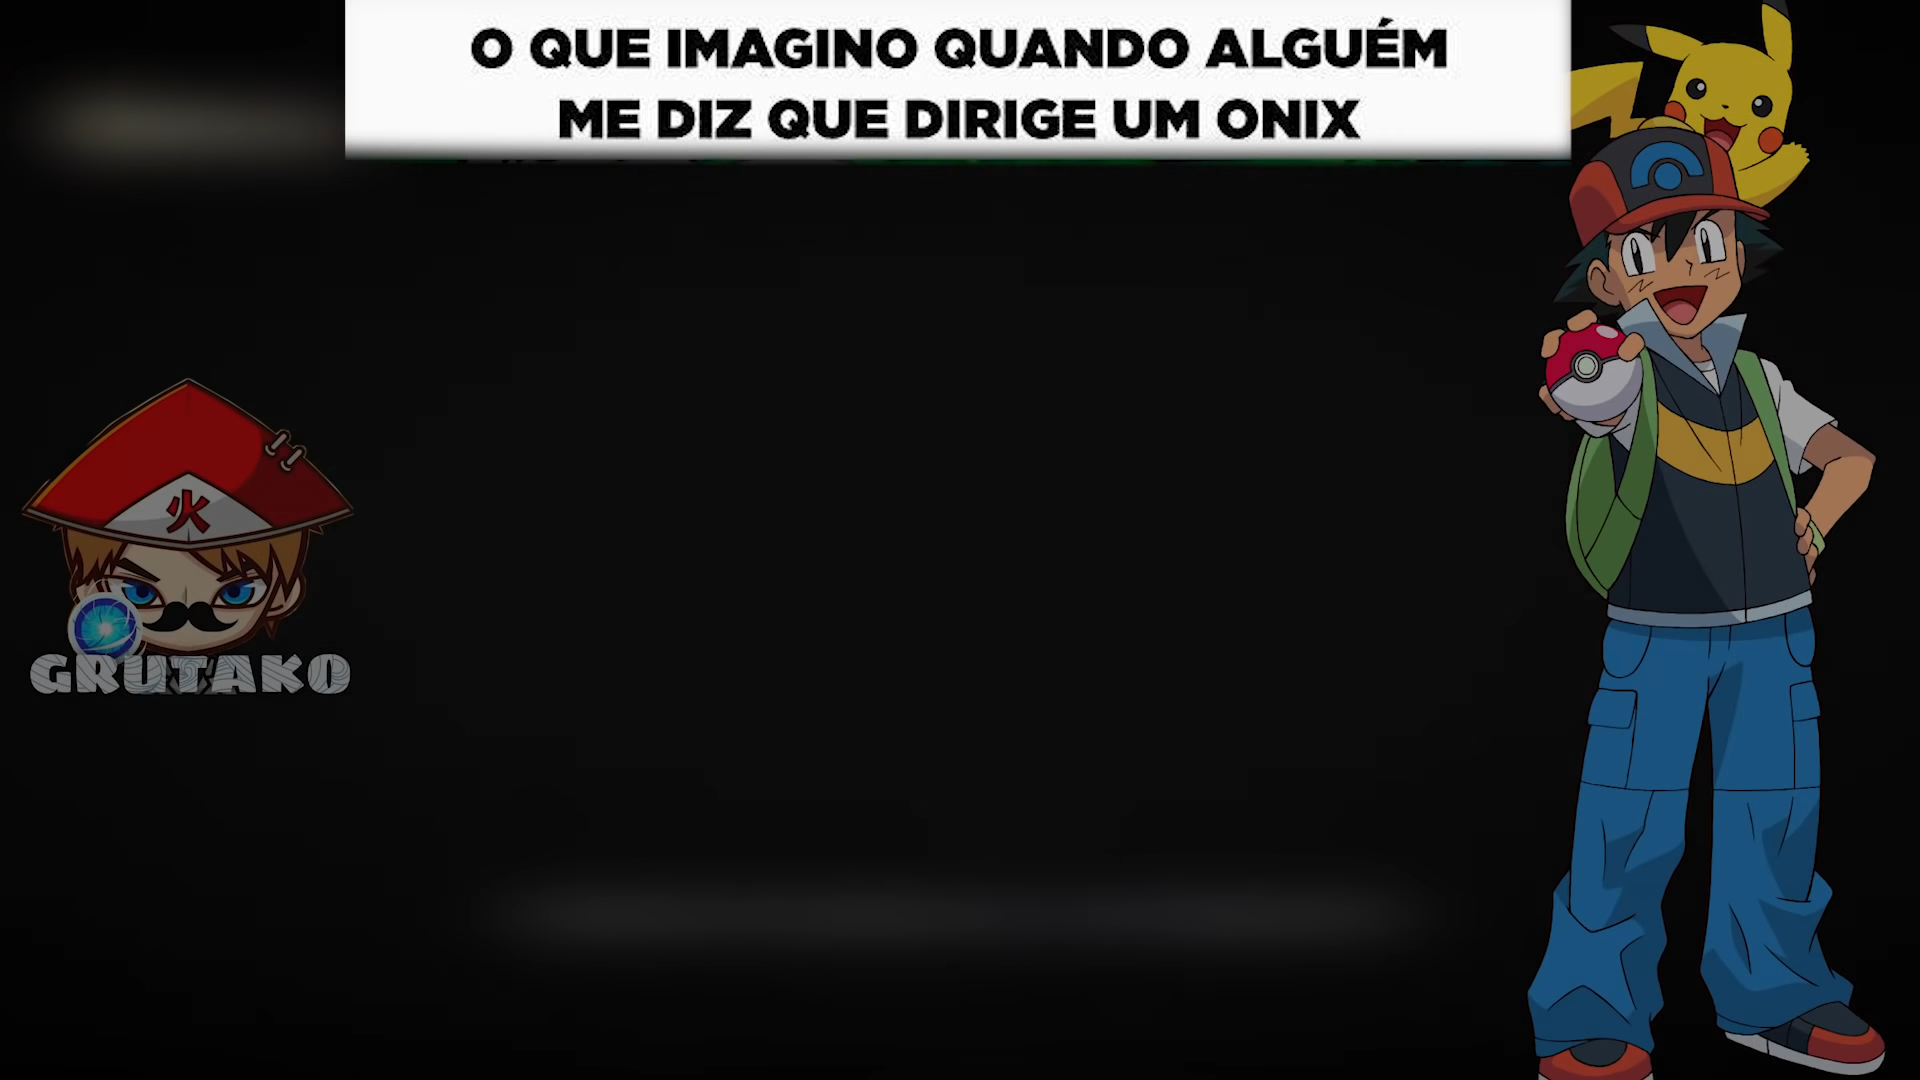 O QUE IMAGINO QUANDO ALGUÉM
ME DIZ QUE DIRIGE UM ONIX
火
GRUTAKO